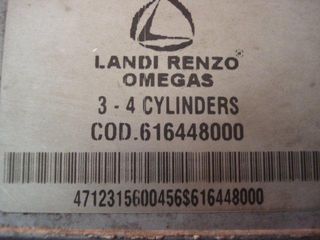 LANDI RENZO®
OMEGAS
3 - 4 CYLINDERS
COD.616448000
4712315600456$616448000